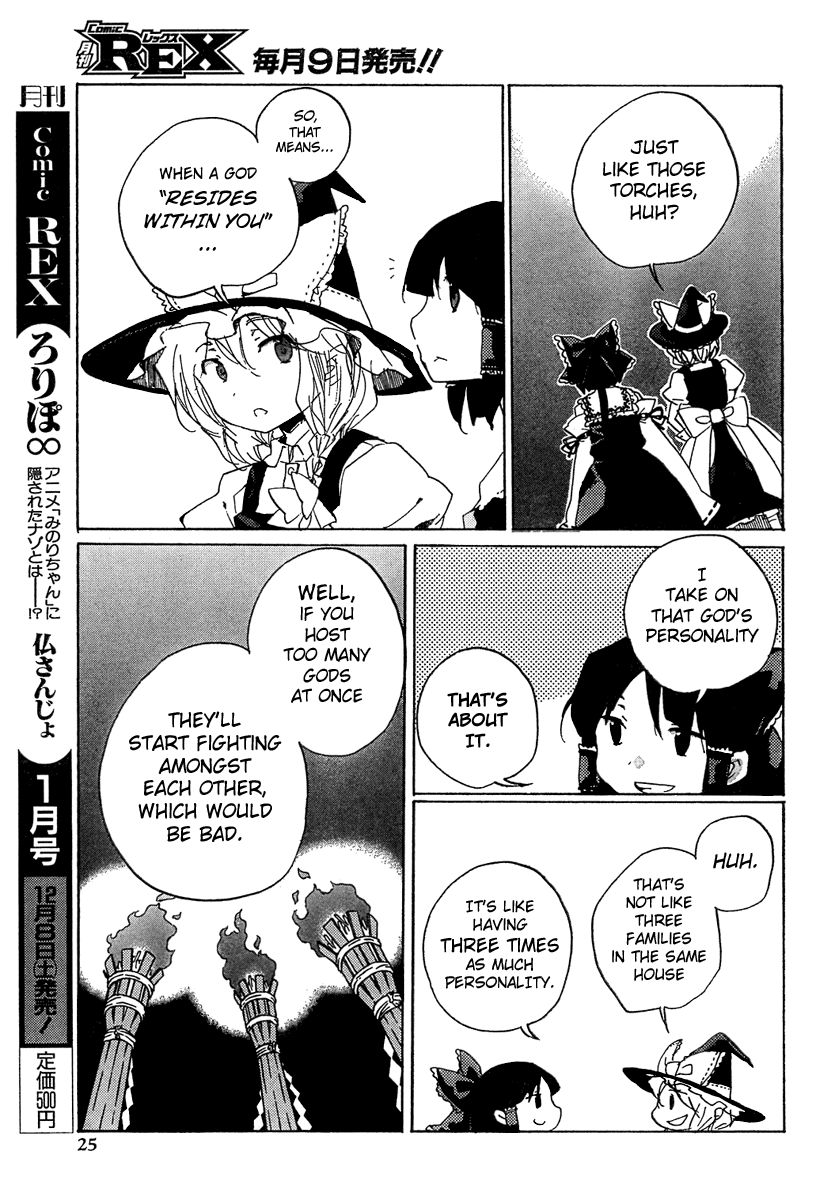 Comic
月刊
REX
レックス
毎月9日発売!!
JUST
LIKE THOSE
TORCHES,
HUH?
SO,
THAT
MEANS...
WHEN A GOD
"RESIDES
WITHIN YOU"
...
I
TAKE ON
THAT GOD'S
PERSONALITY
THAT'S
ABOUT
IT.
HUH.
THAT'S
NOT LIKE
THREE
FAMILIES
IN THE SAME
HOUSE
IT'S LIKE
HAVING
THREE TIMES
AS MUCH
PERSONALITY.
WELL,
IF YOU
HOST
TOO MANY
GODS
AT ONCE
THEY'LL
START FIGHTING
AMONGST
EACH OTHER,
WHICH WOULD
BE BAD.
月刊
Comic REX
ろりぽ∞
アニメ「みのりちゃん」に
隠されたナゾとは――!?
仏さんじょ
1月号
12月8日(土)発売!
定価500円
25